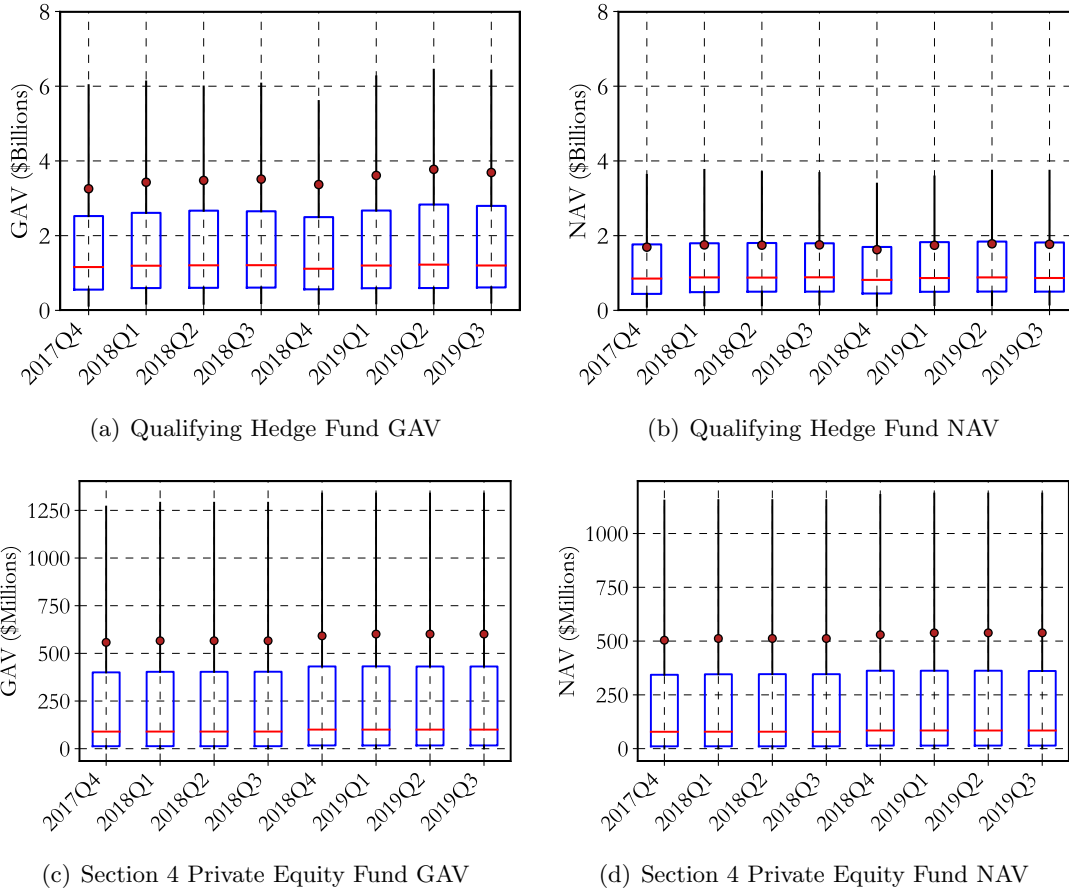 8
6
4
2
0
GAV ($Billions)
2017Q4
2018Q1
2018Q2
2018Q3
2018Q4
2019Q1
2019Q2
2019Q3
(a) Qualifying Hedge Fund GAV
8
6
4
2
0
NAV ($Billions)
2017Q4
2018Q1
2018Q2
2018Q3
2018Q4
2019Q1
2019Q2
2019Q3
(b) Qualifying Hedge Fund NAV
1250
1000
750
500
250
0
GAV ($Millions)
2017Q4
2018Q1
2018Q2
2018Q3
2018Q4
2019Q1
2019Q2
2019Q3
(c) Section 4 Private Equity Fund GAV
1000
750
500
250
0
NAV ($Millions)
2017Q4
2018Q1
2018Q2
2018Q3
2018Q4
2019Q1
2019Q2
2019Q3
(d) Section 4 Private Equity Fund NAV